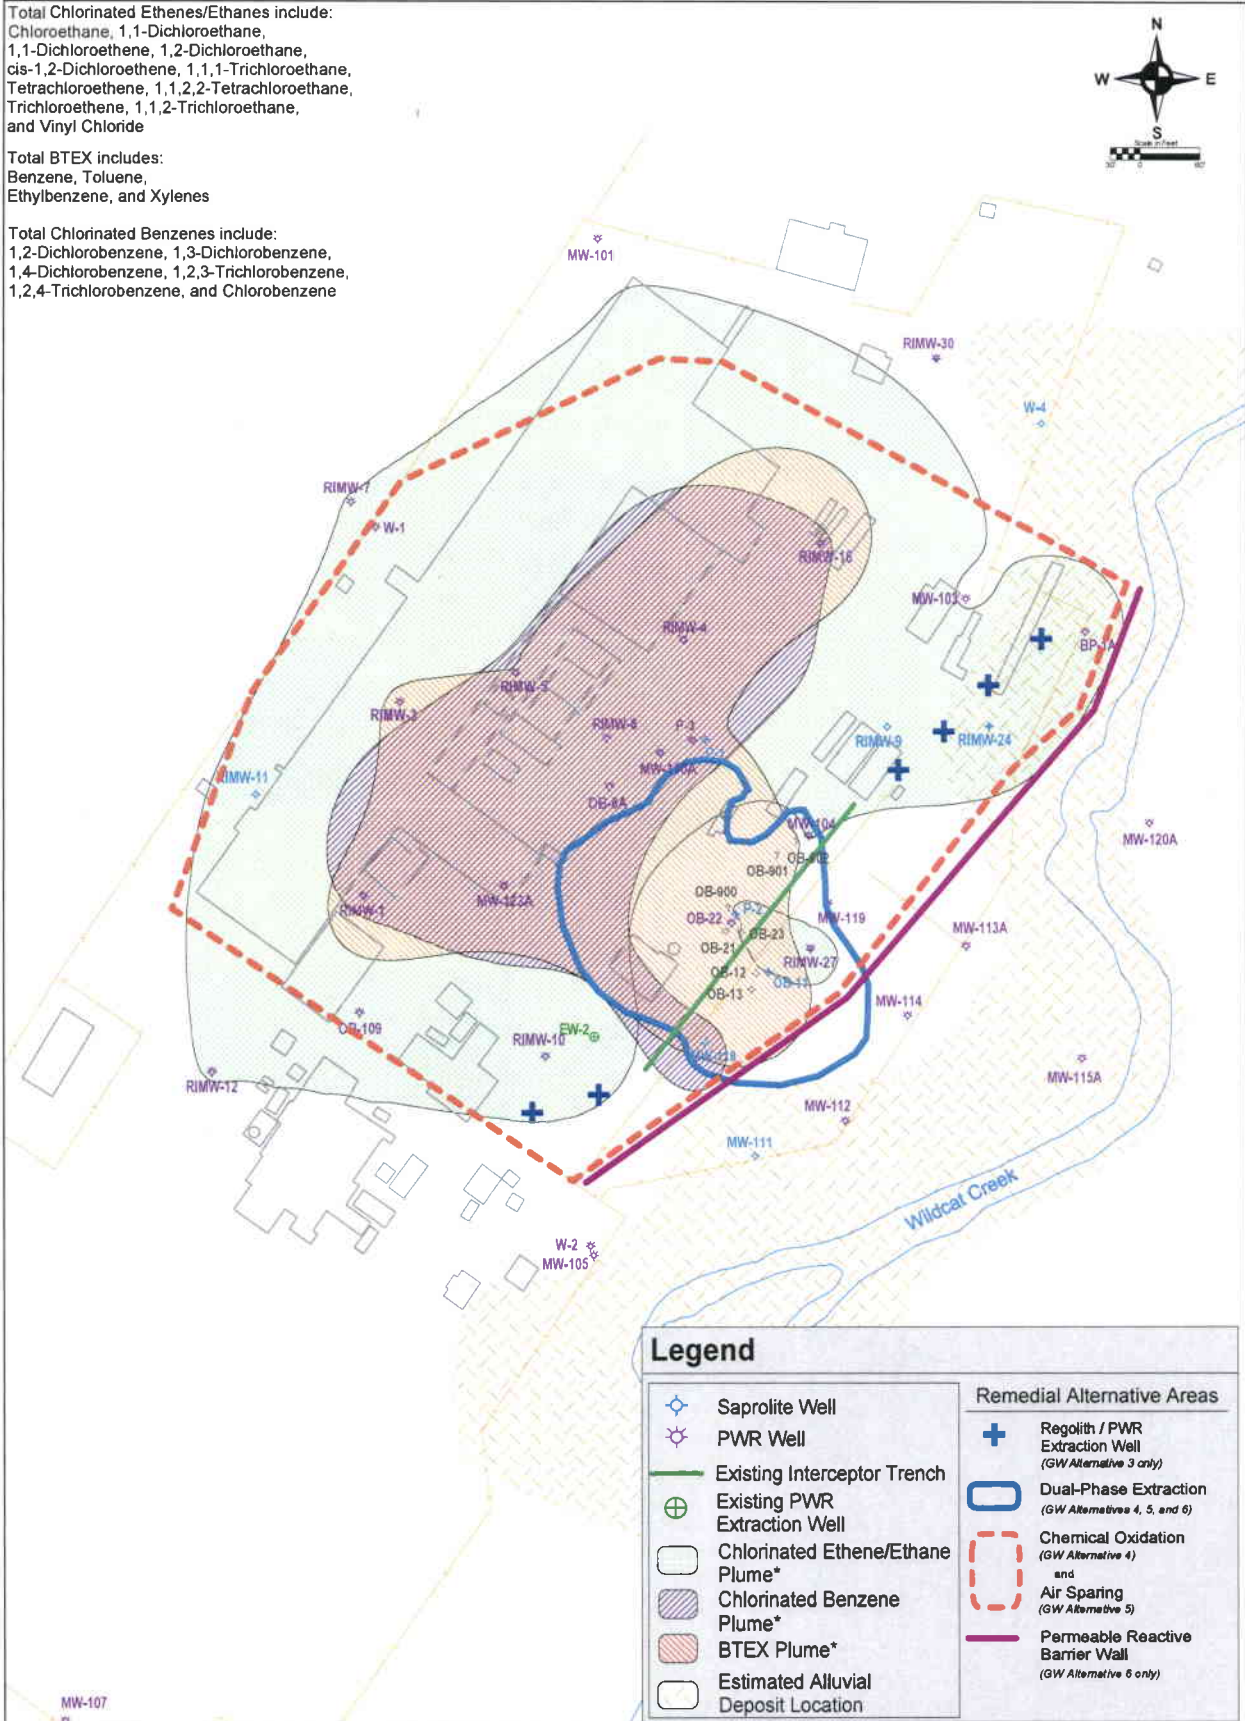 Total Chlorinated Ethenes/Ethanes include:
Chloroethane, 1,1-Dichloroethane,
1,1-Dichloroethene, 1,2-Dichloroethane,
cis-1,2-Dichloroethene, 1,1,1-Trichloroethane,
Tetrachloroethene, 1,1,2,2-Tetrachloroethane,
Trichloroethene, 1,1,2-Trichloroethane,
and Vinyl Chloride
Total BTEX includes:
Benzene, Toluene,
Ethylbenzene, and Xylenes
Total Chlorinated Benzenes include:
1,2-Dichlorobenzene, 1,3-Dichlorobenzene,
1,4-Dichlorobenzene, 1,2,3-Trichlorobenzene,
1,2,4-Trichlorobenzene, and Chlorobenzene
N
W
E
S
Scale in Feet
0
MW-101
RIMW-30
W-4
RIMW-7
W-1
RIMW-16
MW-103
RIMW-4
BP-1A
RIMW-5
RIMW-3
RIMW-8
P-3
RIMW-9
RIMW-24
RIMW-11
OB-8A
MW-104
MW-120A
OB-901
OB-900
RIMW-1
MW-123A
OB-22
P-2
MW-119
OB-23
MW-113A
OB-21
RIMW-27
OB-12
OB-11
OB-13
MW-114
OB-109
EW-2
RIMW-10
MW-118
RIMW-12
MW-115A
MW-112
MW-111
Wildcat Creek
W-2
MW-105
MW-107
Legend
Saprolite Well
PWR Well
Existing Interceptor Trench
Existing PWR
Extraction Well
Chlorinated Ethene/Ethane
Plume*
Chlorinated Benzene
Plume*
BTEX Plume*
Estimated Alluvial
Deposit Location
Remedial Alternative Areas
Regolith / PWR
Extraction Well
(GW Alternative 3 only)
Dual-Phase Extraction
(GW Alternatives 4, 5, and 6)
Chemical Oxidation
(GW Alternative 4)
and
Air Sparing
(GW Alternative 5)
Permeable Reactive
Barrier Wall
(GW Alternative 6 only)